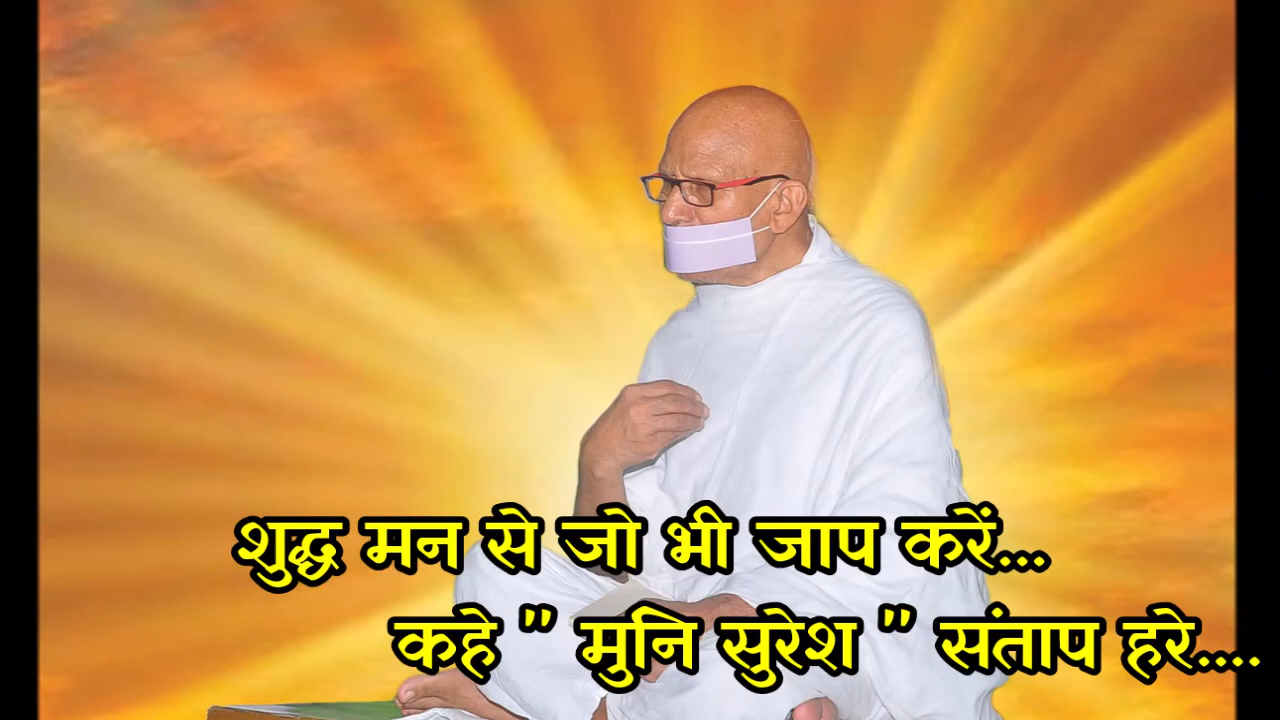 शुद्ध मन से जो भी जाप करें...
कहे " मुनि सुरेश " संताप हरे....